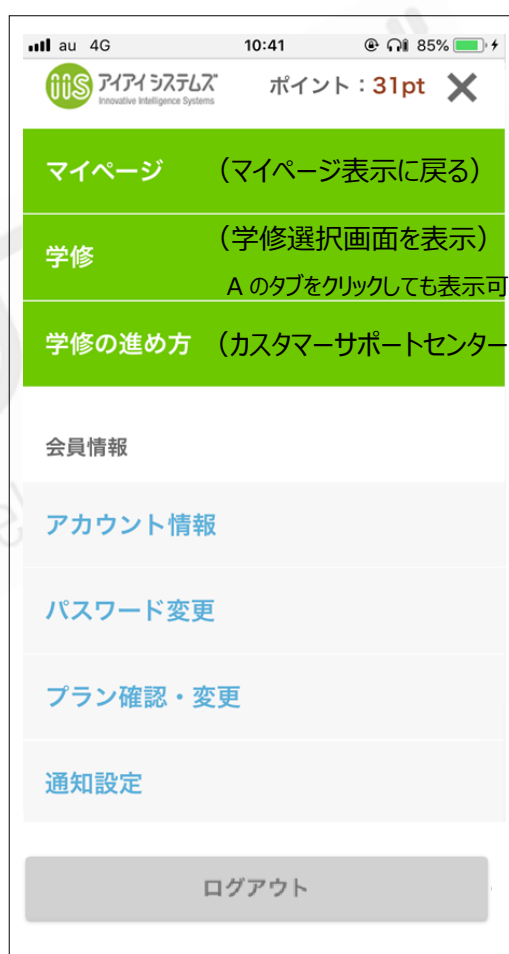 au 4G 10:41 85%
iis アイアイ システムズ ポイント：31pt ✕
Innovative Intelligence Systems
マイページ （マイページ表示に戻る）
（学修選択画面を表示）
学修
A のタブをクリックしても表示可
学修の進め方 （カスタマーサポートセンター
会員情報
アカウント情報
パスワード変更
プラン確認・変更
通知設定
ログアウト